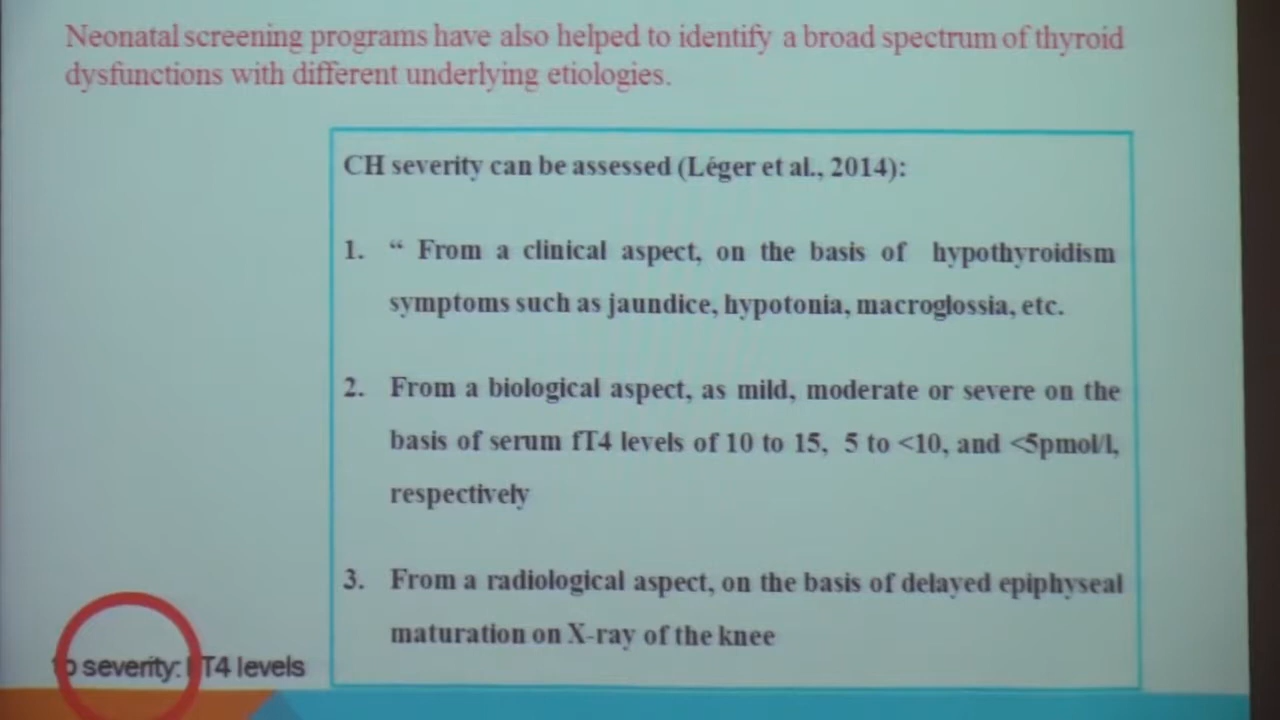 Neonatal screening programs have also helped to identify a broad spectrum of thyroid
dysfunctions with different underlying etiologies.
CH severity can be assessed (Léger et al., 2014):
1. “ From a clinical aspect, on the basis of hypothyroidism
symptoms such as jaundice, hypotonia, macroglossia, etc.
2. From a biological aspect, as mild, moderate or severe on the
basis of serum fT4 levels of 10 to 15, 5 to <10, and <5pmol/l,
respectively
3. From a radiological aspect, on the basis of delayed epiphyseal
maturation on X-ray of the knee
severity: T4 levels